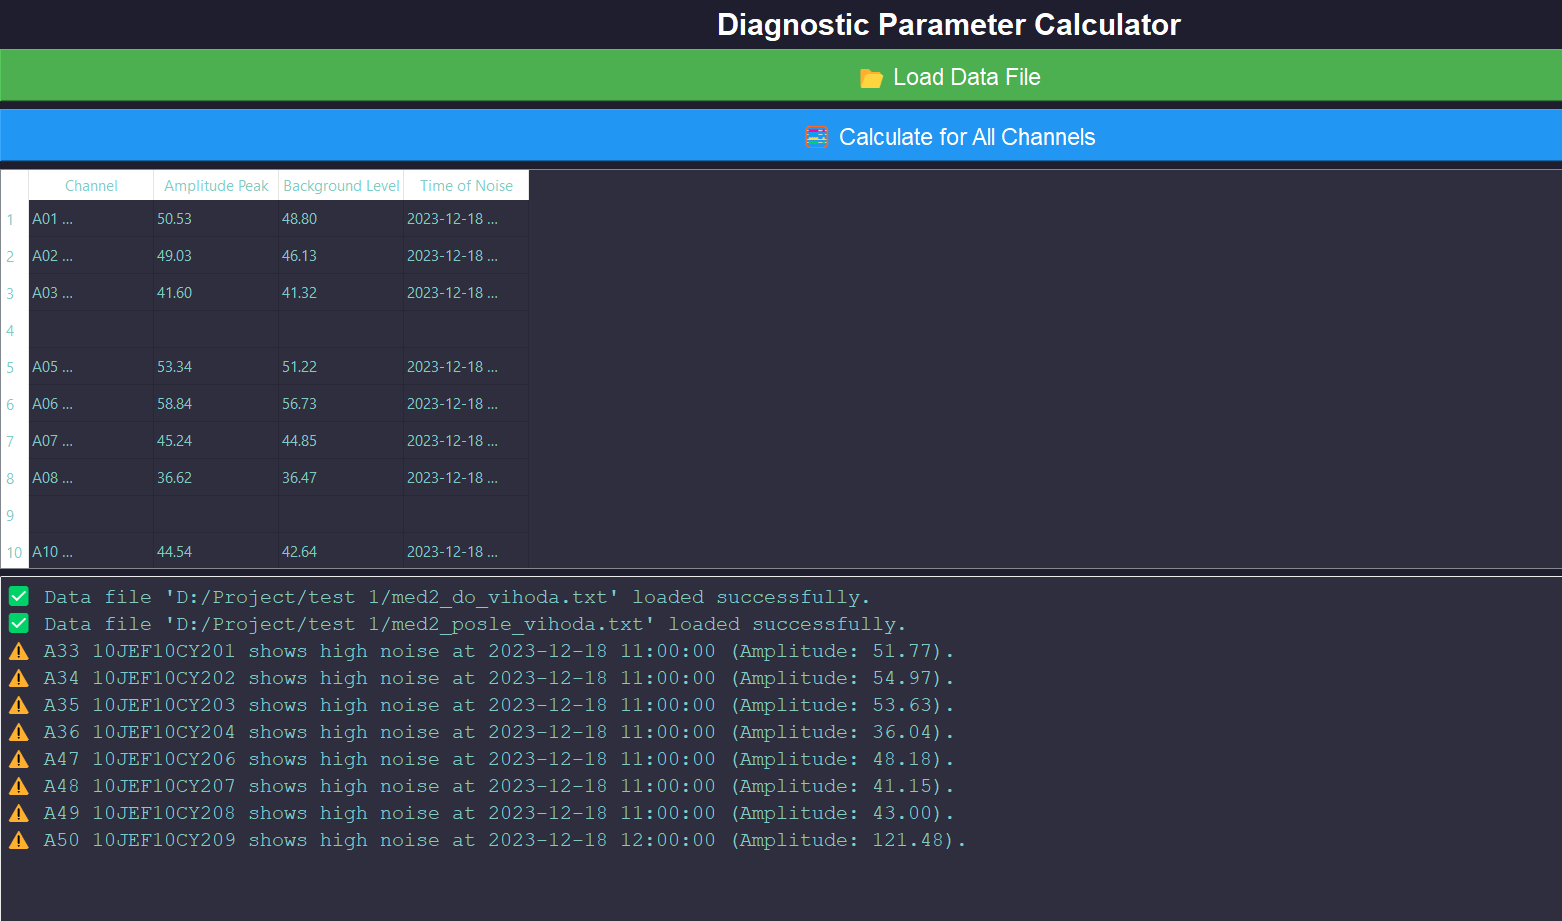 Diagnostic Parameter Calculator
Load Data File
Calculate for All Channels
Channel Amplitude Peak Background Level Time of Noise
1 A01 ... 50.53 48.80 2023-12-18 ...
2 A02 ... 49.03 46.13 2023-12-18 ...
3 A03 ... 41.60 41.32 2023-12-18 ...
4
5 A05 ... 53.34 51.22 2023-12-18 ...
6 A06 ... 58.84 56.73 2023-12-18 ...
7 A07 ... 45.24 44.85 2023-12-18 ...
8 A08 ... 36.62 36.47 2023-12-18 ...
9
10 A10 ... 44.54 42.64 2023-12-18 ...
Data file 'D:/Project/test 1/med2_do_vihoda.txt' loaded successfully.
Data file 'D:/Project/test 1/med2_posle_vihoda.txt' loaded successfully.
A33 10JEF10CY201 shows high noise at 2023-12-18 11:00:00 (Amplitude: 51.77).
A34 10JEF10CY202 shows high noise at 2023-12-18 11:00:00 (Amplitude: 54.97).
A35 10JEF10CY203 shows high noise at 2023-12-18 11:00:00 (Amplitude: 53.63).
A36 10JEF10CY204 shows high noise at 2023-12-18 11:00:00 (Amplitude: 36.04).
A47 10JEF10CY206 shows high noise at 2023-12-18 11:00:00 (Amplitude: 48.18).
A48 10JEF10CY207 shows high noise at 2023-12-18 11:00:00 (Amplitude: 41.15).
A49 10JEF10CY208 shows high noise at 2023-12-18 11:00:00 (Amplitude: 43.00).
A50 10JEF10CY209 shows high noise at 2023-12-18 12:00:00 (Amplitude: 121.48).